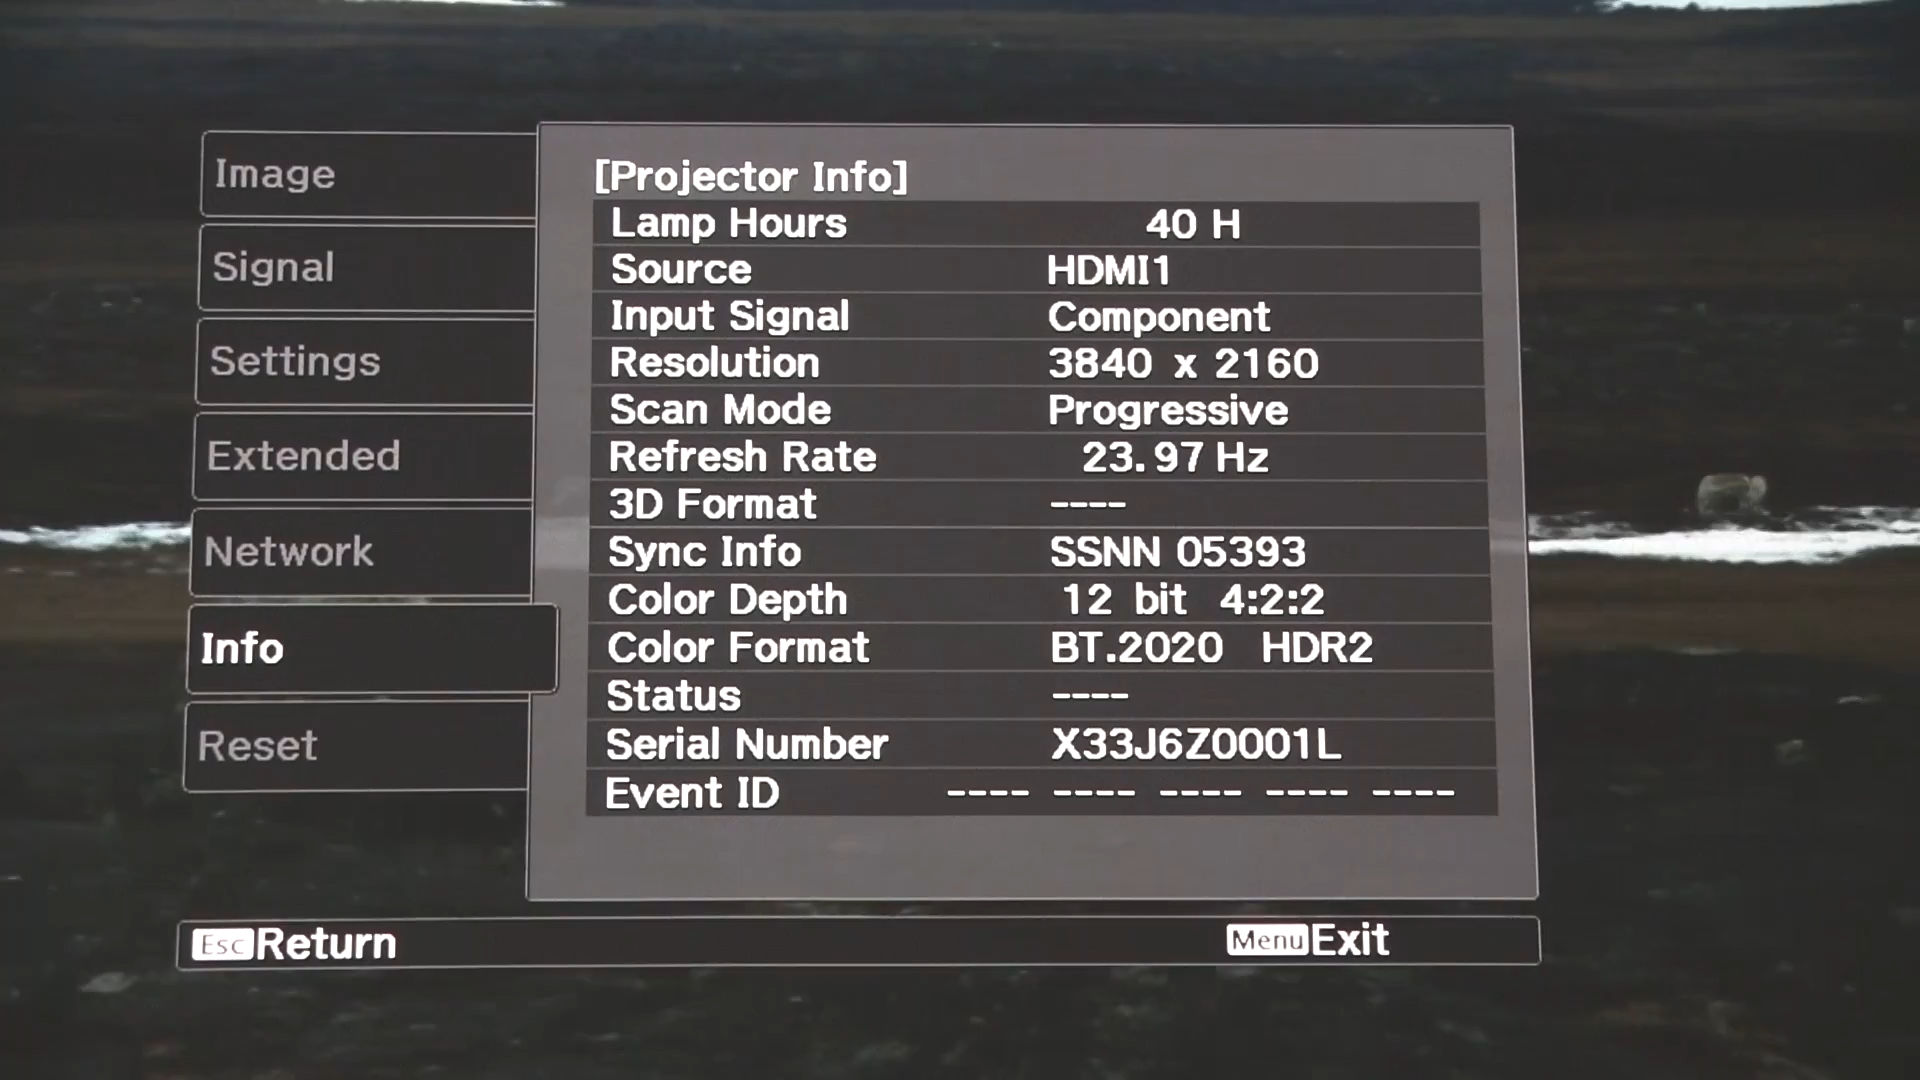 Image
Signal
Settings
Extended
Network
Info
Reset
[Projector Info]
Lamp Hours 40 H
Source HDMI1
Input Signal Component
Resolution 3840 x 2160
Scan Mode Progressive
Refresh Rate 23.97 Hz
3D Format ----
Sync Info SSNN 05393
Color Depth 12 bit 4:2:2
Color Format BT.2020 HDR2
Status ----
Serial Number X33J6Z0001L
Event ID ---- ---- ---- ---- ----
Esc Return Menu Exit